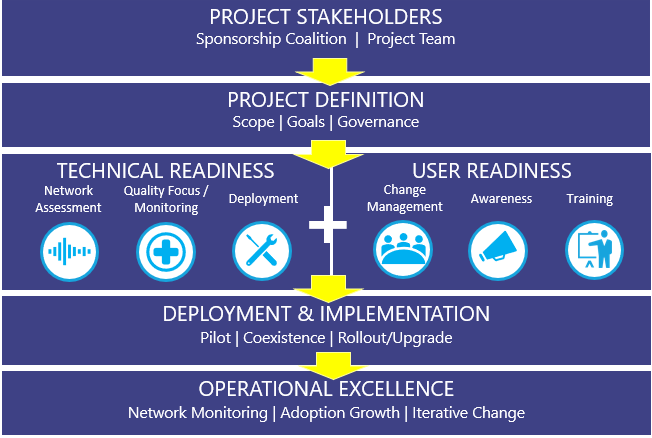 PROJECT STAKEHOLDERS
Sponsorship Coalition | Project Team
PROJECT DEFINITION
Scope | Goals | Governance
TECHNICAL READINESS
Network
Assessment
Quality Focus /
Monitoring
Deployment
USER READINESS
Change
Management
Awareness
Training
DEPLOYMENT & IMPLEMENTATION
Pilot | Coexistence | Rollout/Upgrade
OPERATIONAL EXCELLENCE
Network Monitoring | Adoption Growth | Iterative Change